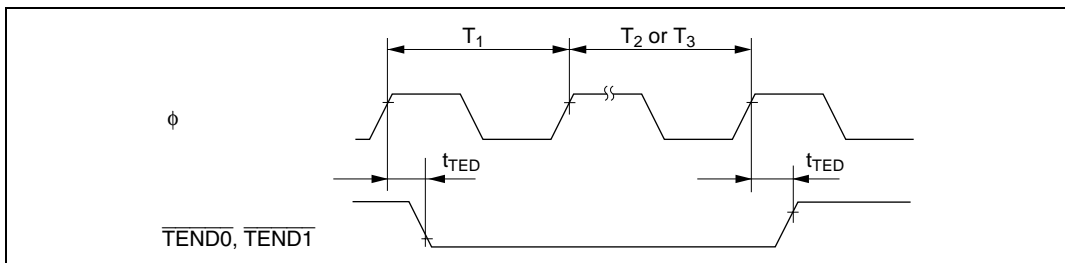 T₁ T₂ or T₃
ϕ
tTED tTED
TEND0, TEND1